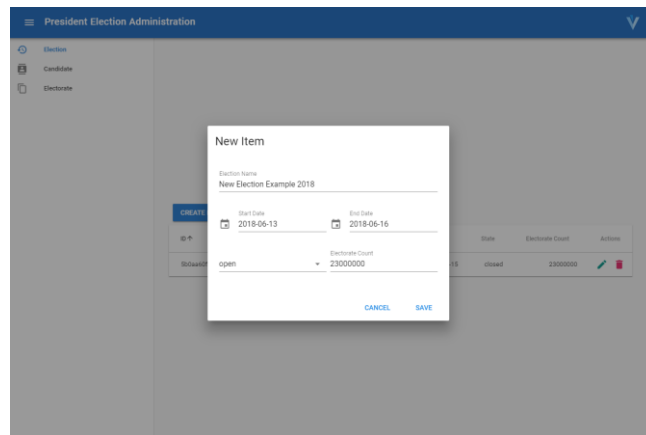 President Election Administration
Election
Candidate
Electorate
New Item
Election Name
New Election Example 2018
Start Date
End Date
2018-06-13
2018-06-16
Electorate Count
open
23000000
CANCEL
SAVE
CREATE
ID
State
Electorate Count
Actions
closed
23000000